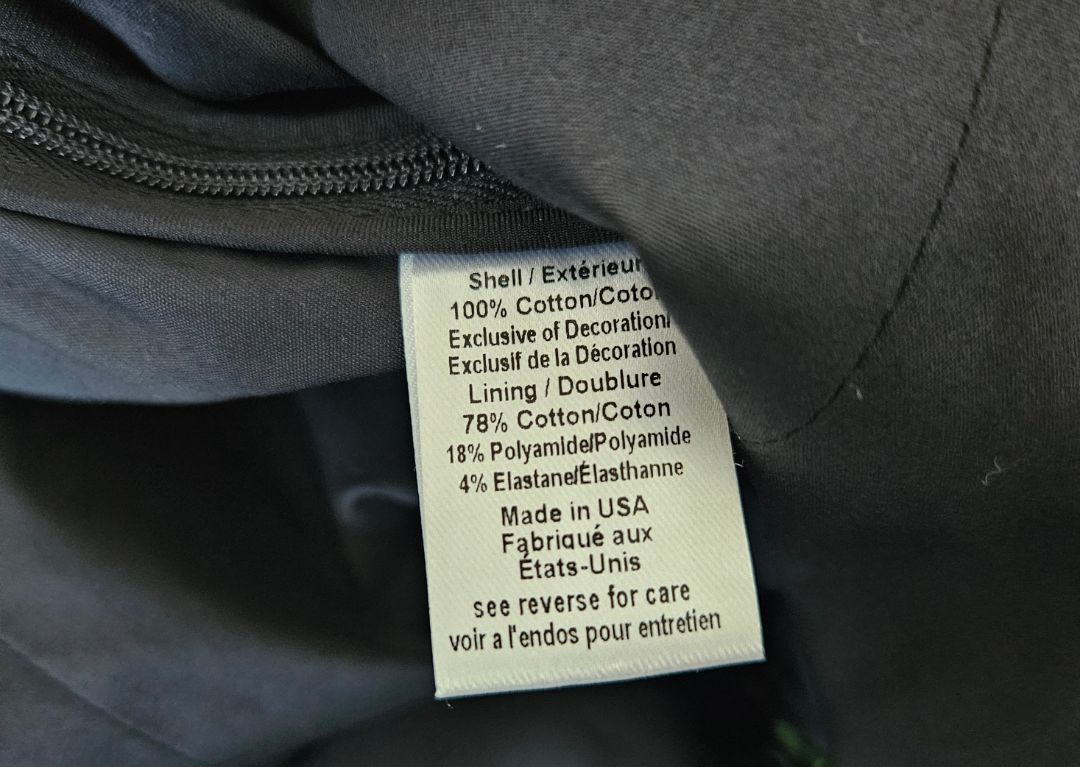 Shell / Extérieur
100% Cotton/Coto
Exclusive of Decoration/
Exclusif de la Décoration
Lining / Doublure
78% Cotton/Coton
18% Polyamide/Polyamide
4% Elastane/Élasthanne
Made in USA
Fabriqué aux
États-Unis
see reverse for care
voir a l'endos pour entretien